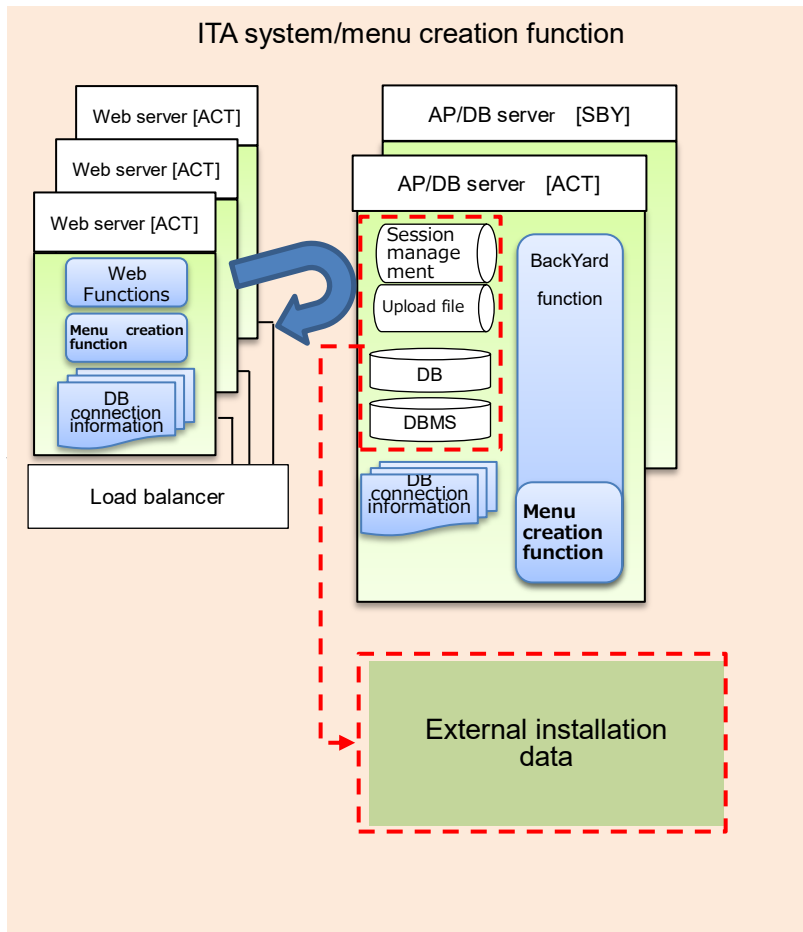 ITA system/menu creation function
Web server [ACT]
Web server [ACT]
Web server [ACT]
Web
Functions
Menu creation
function
DB
connection
information
Load balancer
AP/DB server [SBY]
AP/DB server [ACT]
Session
manage
ment
Upload file
DB
DBMS
DB
connection
information
BackYard
function
Menu
creation
function
External installation
data